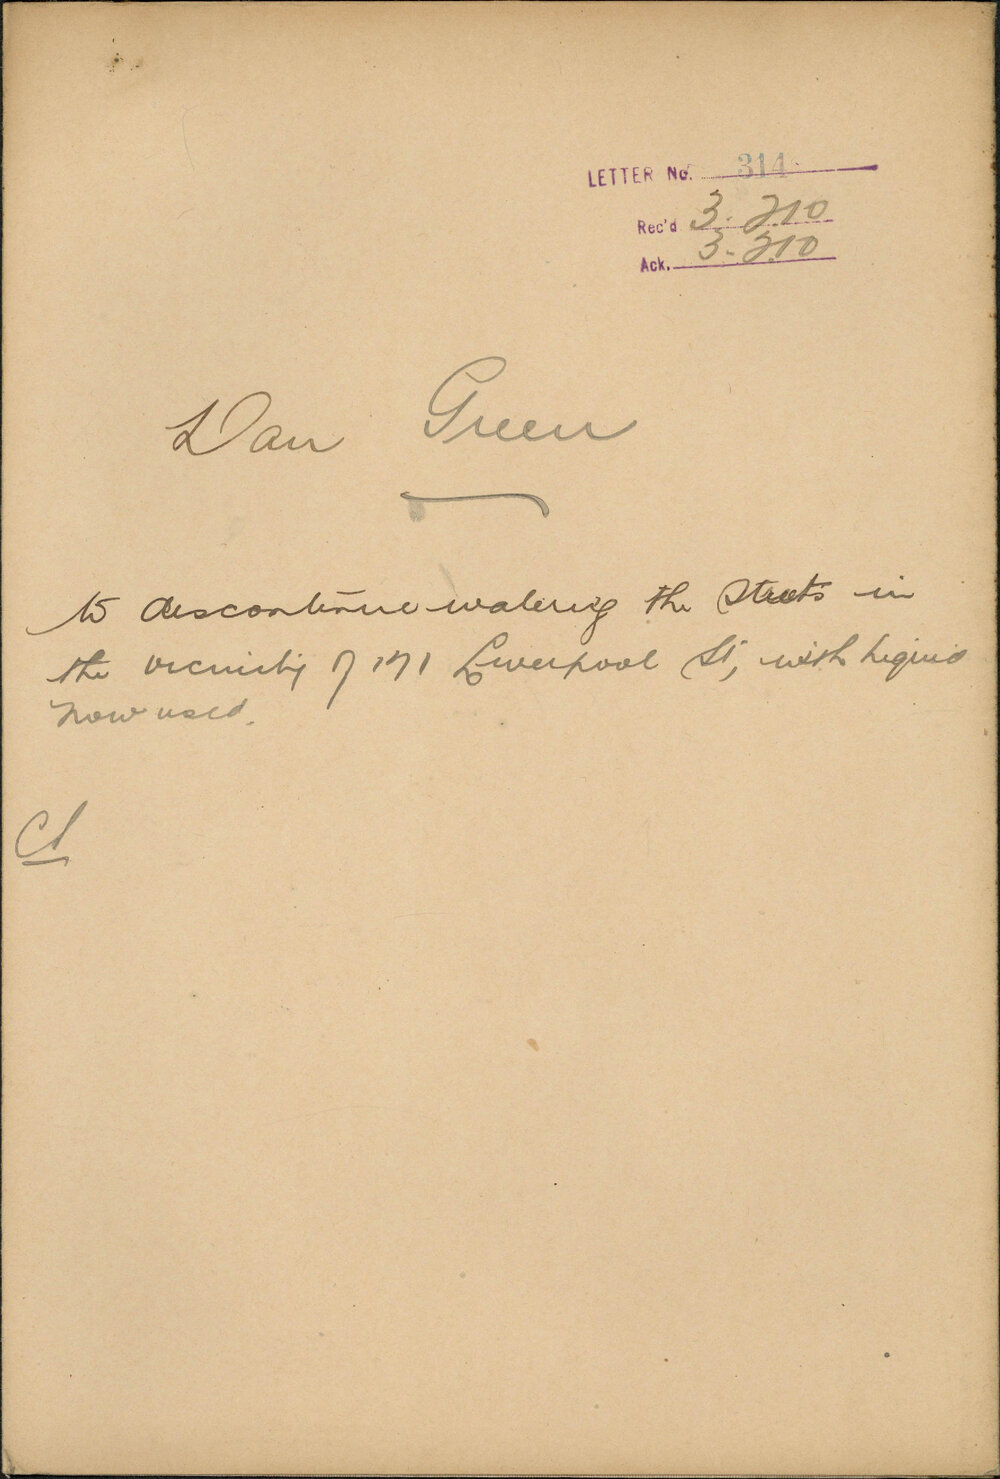 LETTER No. 314
Rec'd 3. 2.10
Ack. 3-2.10
Dan Green
to discontinue watering the Streets in
the vicinity of 171 Liverpool St, with liquid
now used.